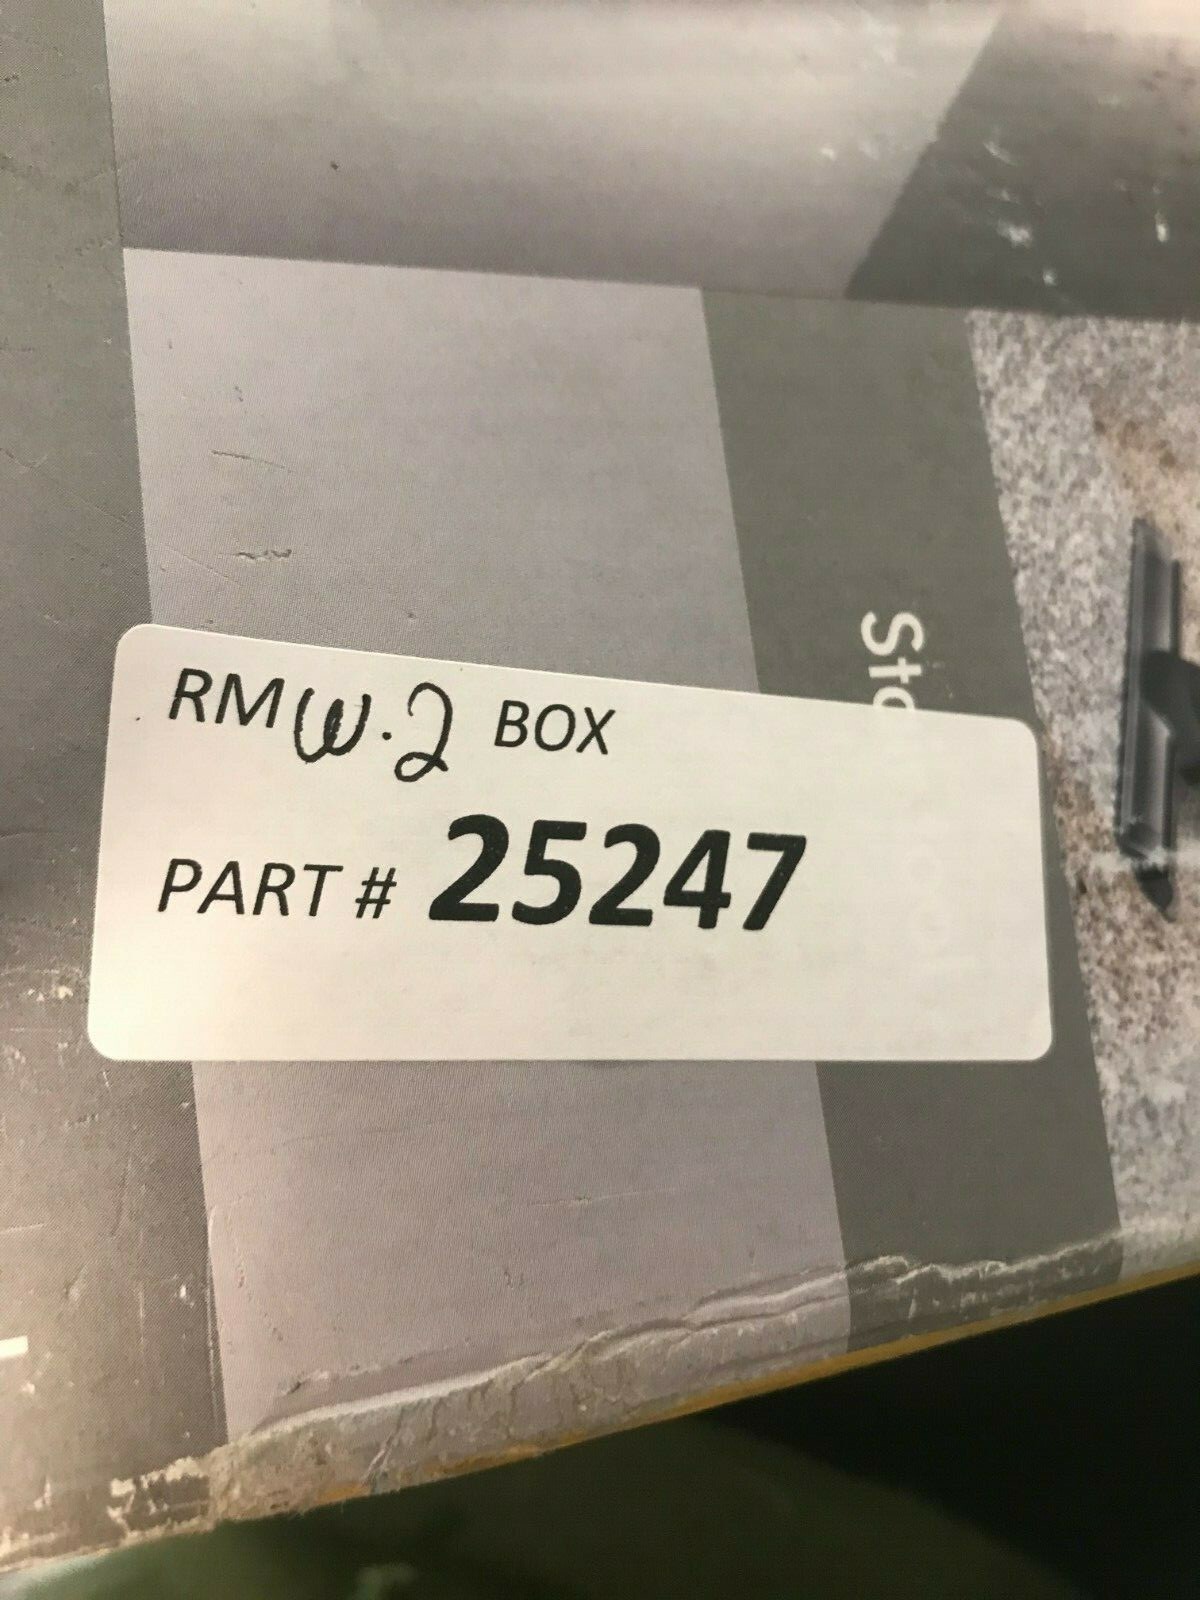 RM W.2 BOX
PART # 25247